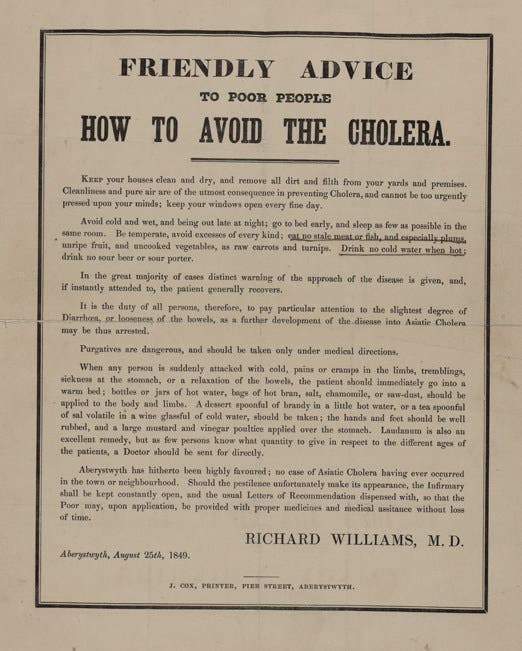 FRIENDLY ADVICE
TO POOR PEOPLE
HOW TO AVOID THE CHOLERA.
KEEP your houses clean and dry, and remove all dirt and filth from your yards and premises.
Cleanliness and pure air are of the utmost consequence in preventing Cholera, and cannot be too urgently
pressed upon your minds; keep your windows open every fine day.
Avoid cold and wet, and being out late at night; go to bed early, and sleep as few as possible in the
same room. Be temperate, avoid excesses of every kind; eat no stale meat or fish, and especially plums,
unripe fruit, and uncooked vegetables, as raw carrots and turnips. Drink no cold water when hot;
drink no sour beer or sour porter.
In the great majority of cases distinct warning of the approach of the disease is given, and,
if instantly attended to, the patient generally recovers.
It is the duty of all persons, therefore, to pay particular attention to the slightest degree of
Diarrhœa, or looseness of the bowels, as a further development of the disease into Asiatic Cholera
may be thus arrested.
Purgatives are dangerous, and should be taken only under medical directions.
When any person is suddenly attacked with cold, pains or cramps in the limbs, tremblings,
sickness at the stomach, or a relaxation of the bowels, the patient should immediately go into a
warm bed; bottles or jars of hot water, bags of hot bran, salt, chamomile, or saw-dust, should be
applied to the body and limbs. A dessert spoonful of brandy in a little hot water, or a tea spoonful
of sal volatile in a wine glassful of cold water, should be taken; the hands and feet should be well
rubbed, and a large mustard and vinegar poultice applied over the stomach. Laudanum is also an
excellent remedy, but as few persons know what quantity to give in respect to the different ages of
the patients, a Doctor should be sent for directly.
Aberystwyth has hitherto been highly favoured; no case of Asiatic Cholera having ever occurred
in the town or neighbourhood. Should the pestilence unfortunately make its appearance, the Infirmary
shall be kept constantly open, and the usual Letters of Recommendation dispensed with, so that the
Poor may, upon application, be provided with proper medicines and medical assitance without loss
of time.
RICHARD WILLIAMS, M. D.
Aberystwyth, August 25th, 1849.
J. COX, PRINTER, PIER STREET, ABERYSTWYTH.